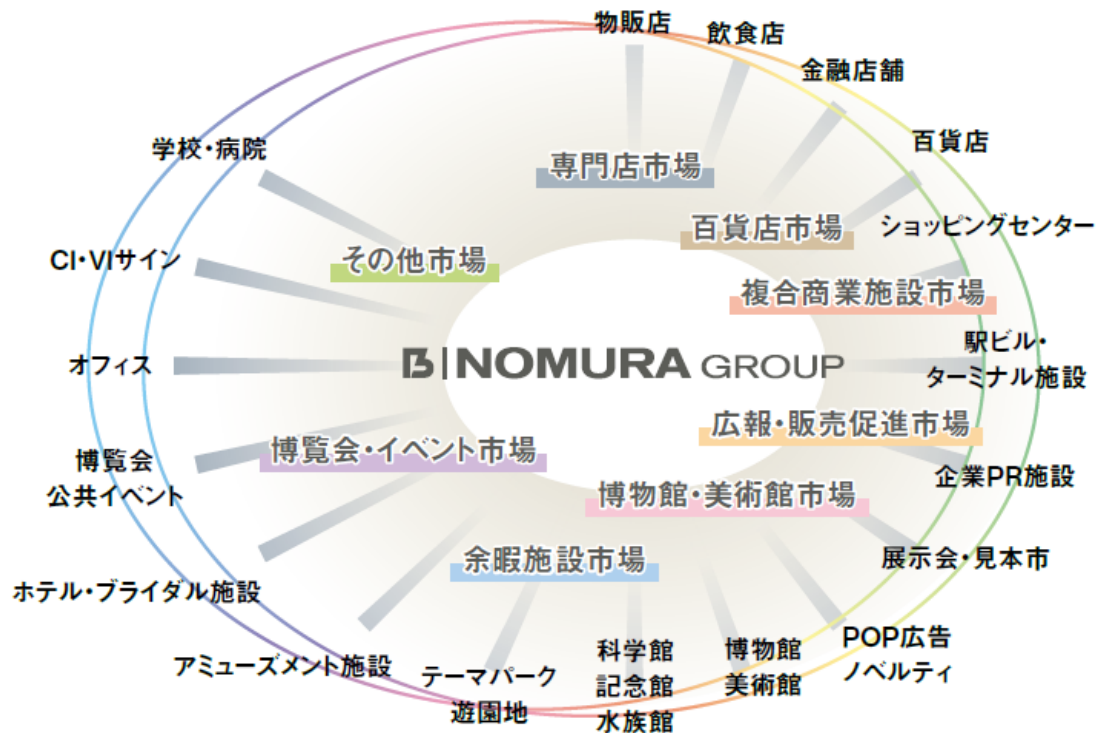 物販店
飲食店
金融店舗
百貨店
学校・病院
専門店市場
百貨店市場
ショッピングセンター
CI・VIサイン
その他市場
複合商業施設市場
オフィス
NOMURA GROUP
駅ビル・
ターミナル施設
広報・販売促進市場
博覧会・イベント市場
博覧会
公共イベント
企業PR施設
博物館・美術館市場
余暇施設市場
展示会・見本市
ホテル・ブライダル施設
アミューズメント施設
テーマパーク
遊園地
科学館
記念館
水族館
博物館
美術館
POP広告
ノベルティ